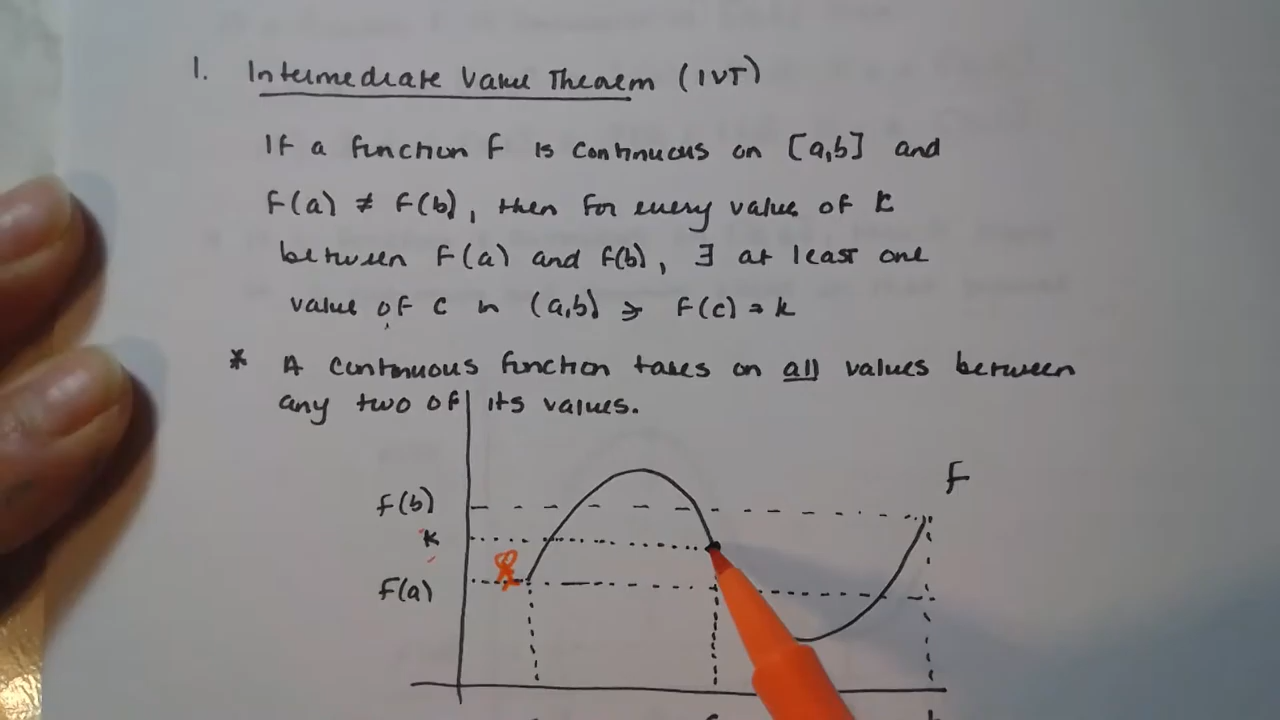 1. Intermediate Value Theorem (IVT)
If a function f is continuous on [a,b] and
f(a) ≠ f(b), then for every value of k
between f(a) and f(b), ∃ at least one
value of c in (a,b) ∋ f(c) = k
* A continuous function takes on all values between
any two of its values.
f
f(b)
k
f(a)